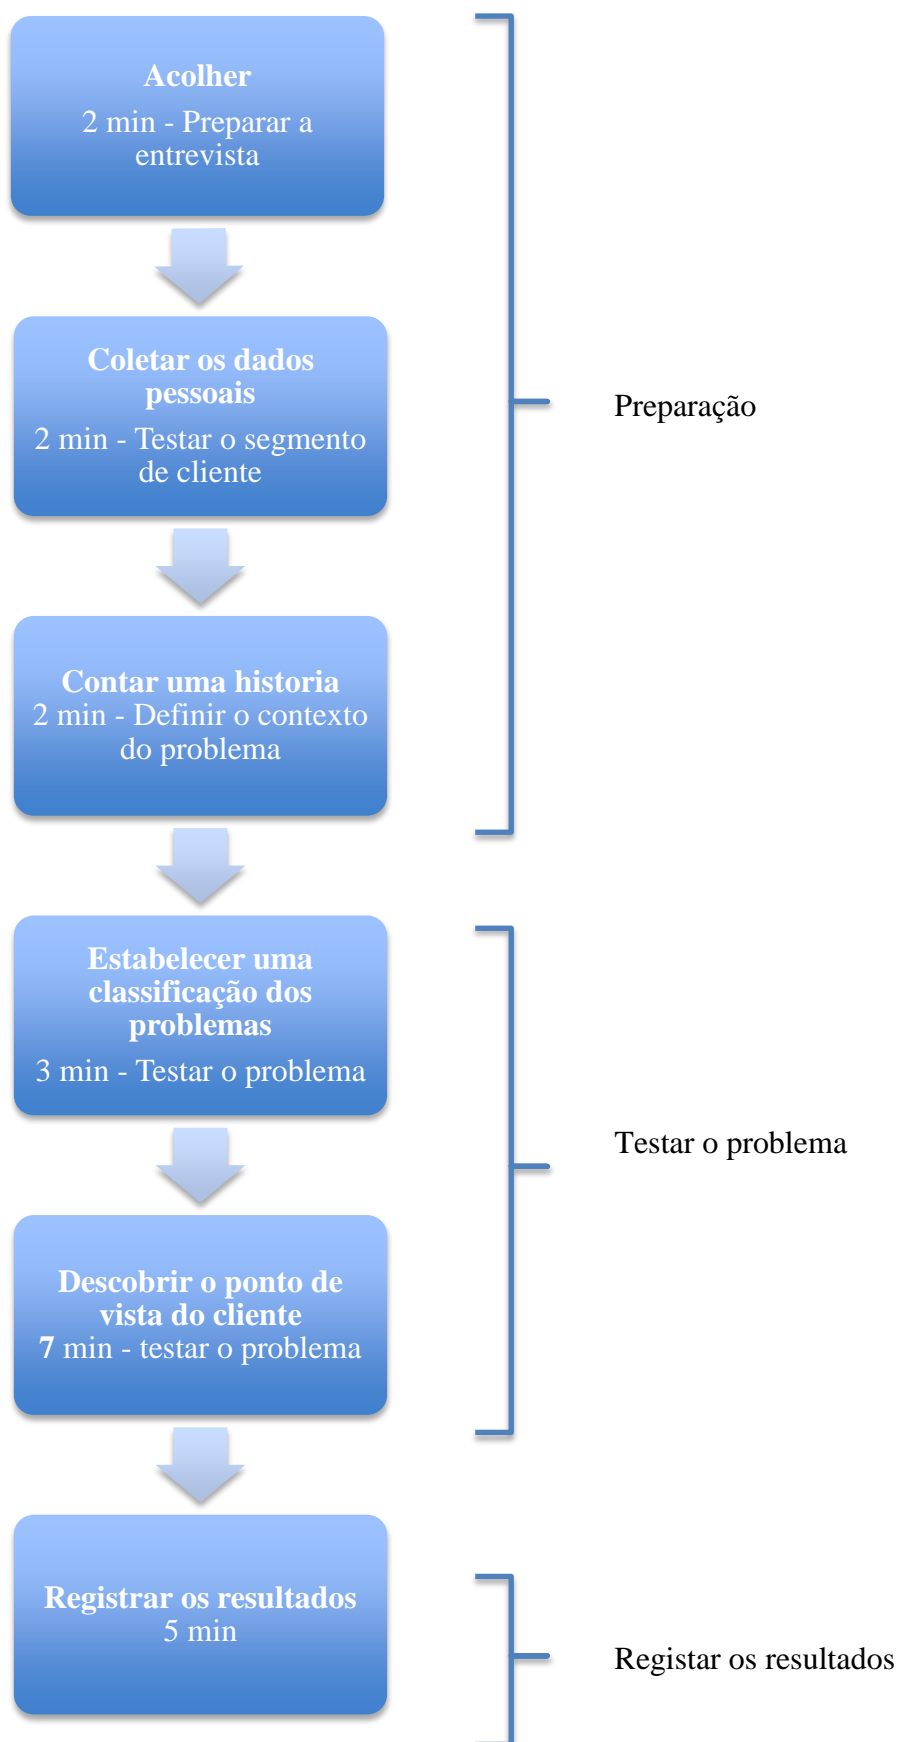 Acolher
2 min - Preparar a
entrevista
Coletar os dados
pessoais
2 min - Testar o segmento
de cliente
Preparação
Contar uma historia
2 min - Definir o contexto
do problema
Estabelecer uma
classificação dos
problemas
3 min - Testar o problema
Testar o problema
Descobrir o ponto de
vista do cliente
7 min - testar o problema
Registrar os resultados
5 min
Registar os resultados